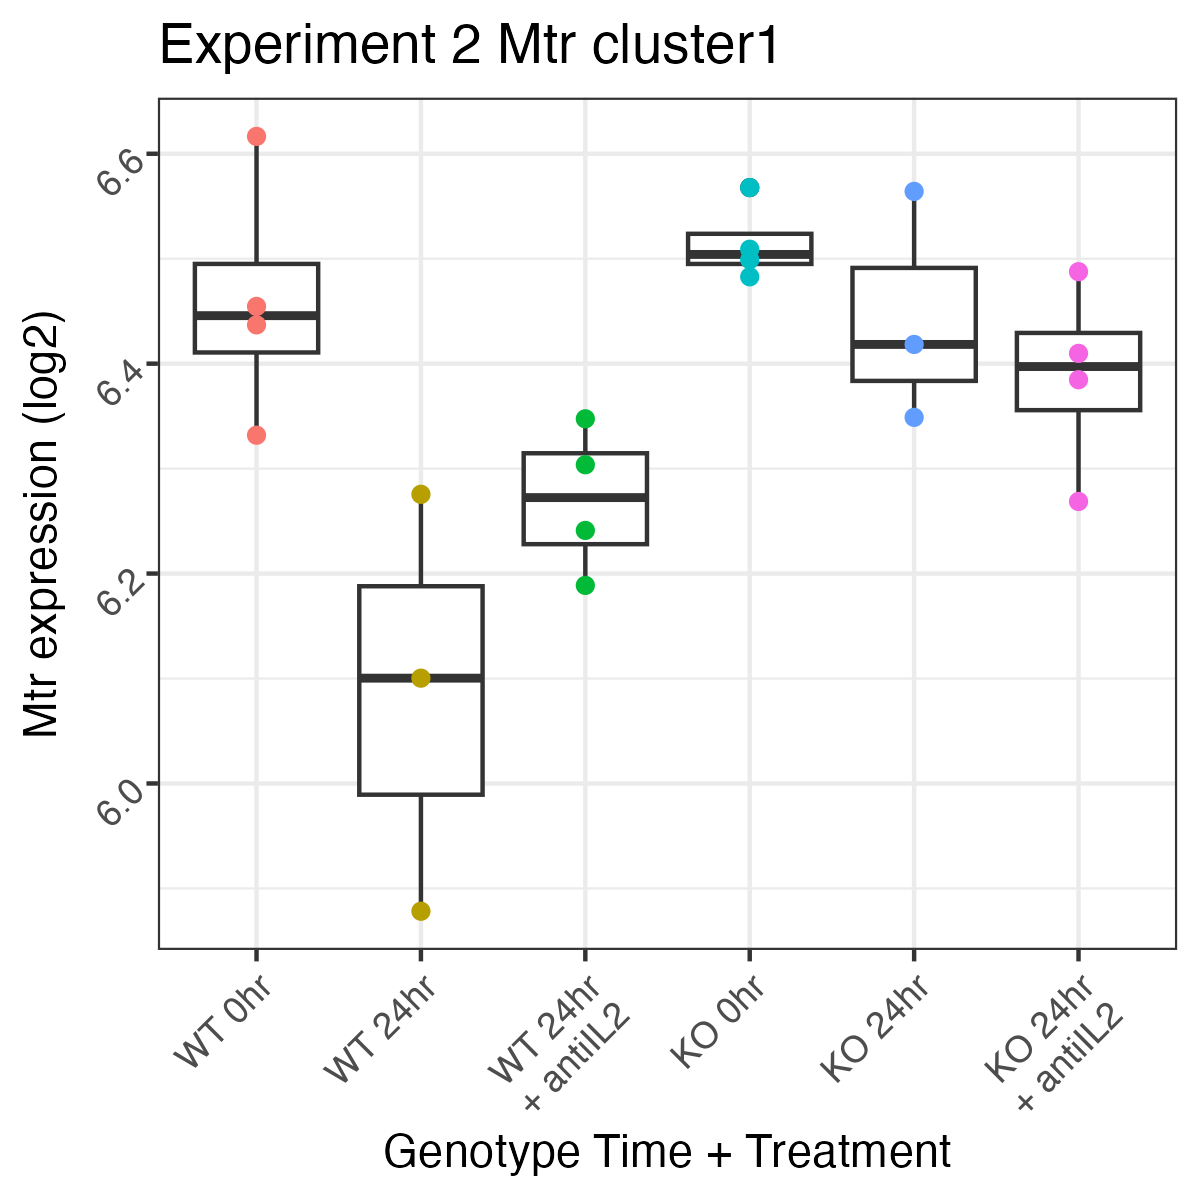 Experiment 2 Mtr cluster1
Mtr expression (log2)
6.6
6.4
6.2
6.0
WT 0hr
WT 24hr
WT 24hr
+ antiIL2
KO 0hr
KO 24hr
KO 24hr
+ antiIL2
Genotype Time + Treatment